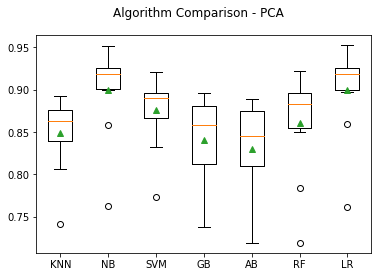 Algorithm Comparison - PCA
0.95
0.90
0.85
0.80
0.75
KNN NB SVM GB AB RF LR